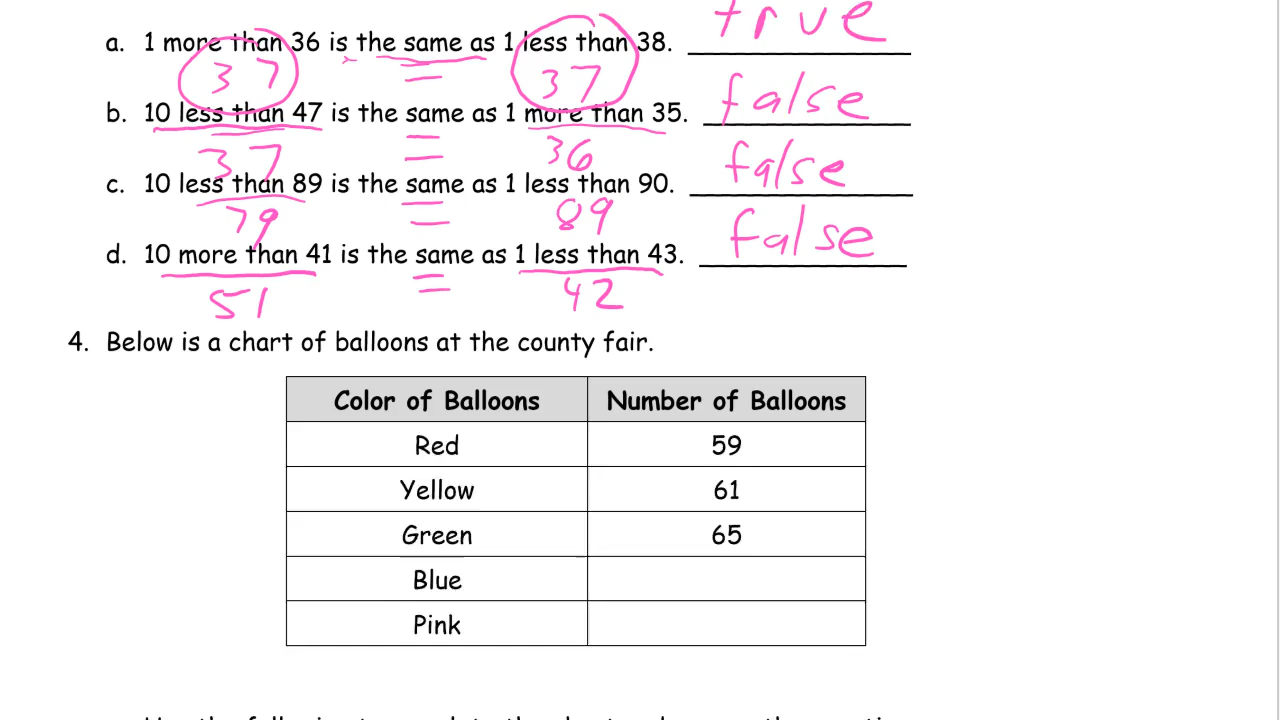 true
a. 1 more than 36 is the same as 1 less than 38.
37 = 37
false
b. 10 less than 47 is the same as 1 more than 35.
37 = 36
false
c. 10 less than 89 is the same as 1 less than 90.
79 = 89
false
d. 10 more than 41 is the same as 1 less than 43.
51 = 42
4. Below is a chart of balloons at the county fair.
Color of Balloons Number of Balloons
Red 59
Yellow 61
Green 65
Blue
Pink